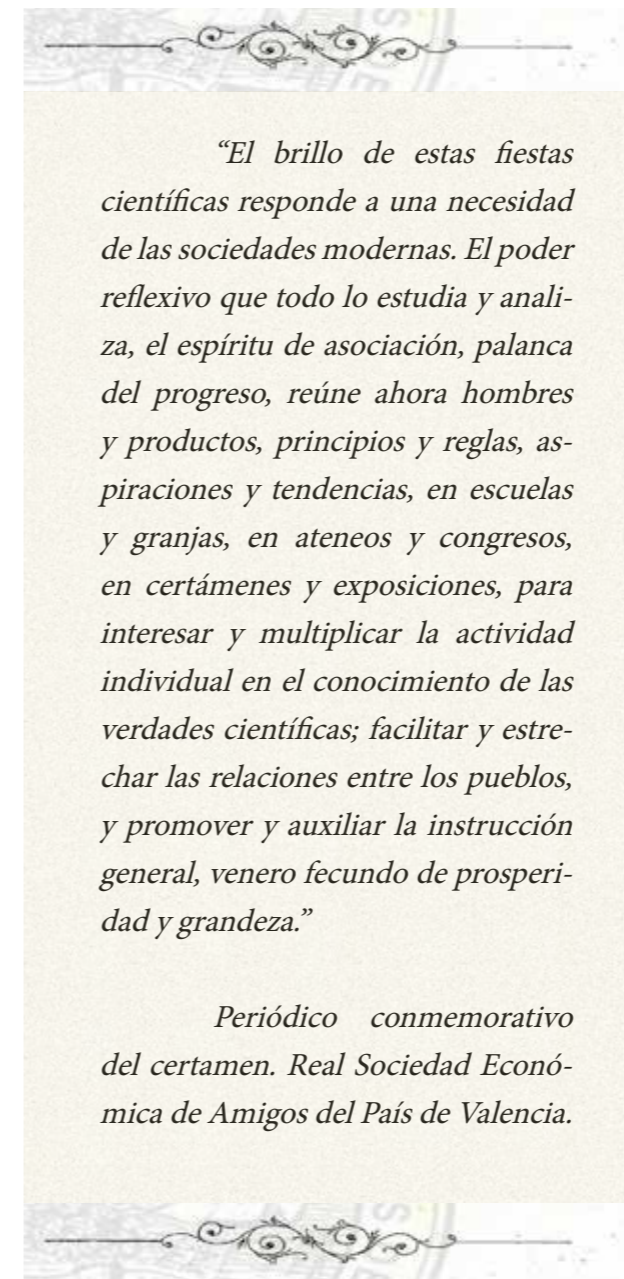 “El brillo de estas fiestas
científicas responde a una necesidad
de las sociedades modernas. El poder
reflexivo que todo lo estudia y anali-
za, el espíritu de asociación, palanca
del progreso, reúne ahora hombres
y productos, principios y reglas, as-
piraciones y tendencias, en escuelas
y granjas, en ateneos y congresos,
en certámenes y exposiciones, para
interesar y multiplicar la actividad
individual en el conocimiento de las
verdades científicas; facilitar y estre-
char las relaciones entre los pueblos,
y promover y auxiliar la instrucción
general, venero fecundo de prosperi-
dad y grandeza.”
Periódico conmemorativo
del certamen. Real Sociedad Econó-
mica de Amigos del País de Valencia.